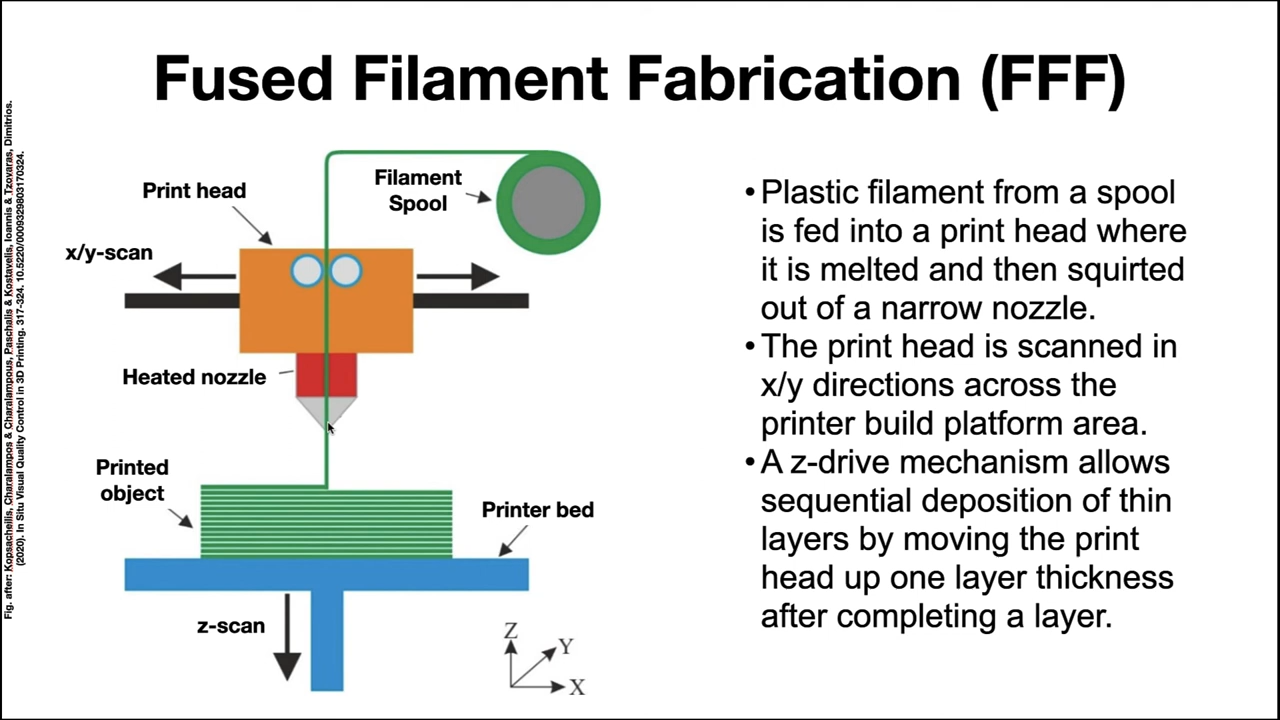 Fused Filament Fabrication (FFF)
Fig. after: Kopsacheilis, Charalampos & Charalampous, Paschalis & Kostavelis, Ioannis & Tzovaras, Dimitrios.
(2020). In Situ Visual Quality Control in 3D Printing. 317-324. 10.5220/0009329803170324.
Print head
Filament
Spool
x/y-scan
Heated nozzle
Printed
object
Printer bed
z-scan
Z
Y
X
• Plastic filament from a spool
is fed into a print head where
it is melted and then squirted
out of a narrow nozzle.
• The print head is scanned in
x/y directions across the
printer build platform area.
• A z-drive mechanism allows
sequential deposition of thin
layers by moving the print
head up one layer thickness
after completing a layer.